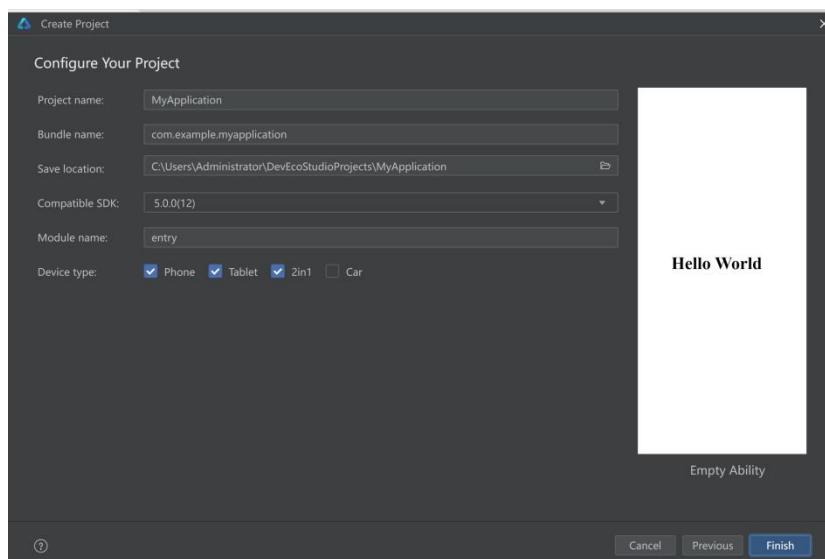 Create Project
Configure Your Project
Project name: MyApplication
Bundle name: com.example.myapplication
Save location: C:\Users\Administrator\DevEcoStudioProjects\MyApplication
Compatible SDK: 5.0.0(12)
Module name: entry
Device type: Phone Tablet 2in1 Car
Hello World
Empty Ability
? Cancel Previous Finish